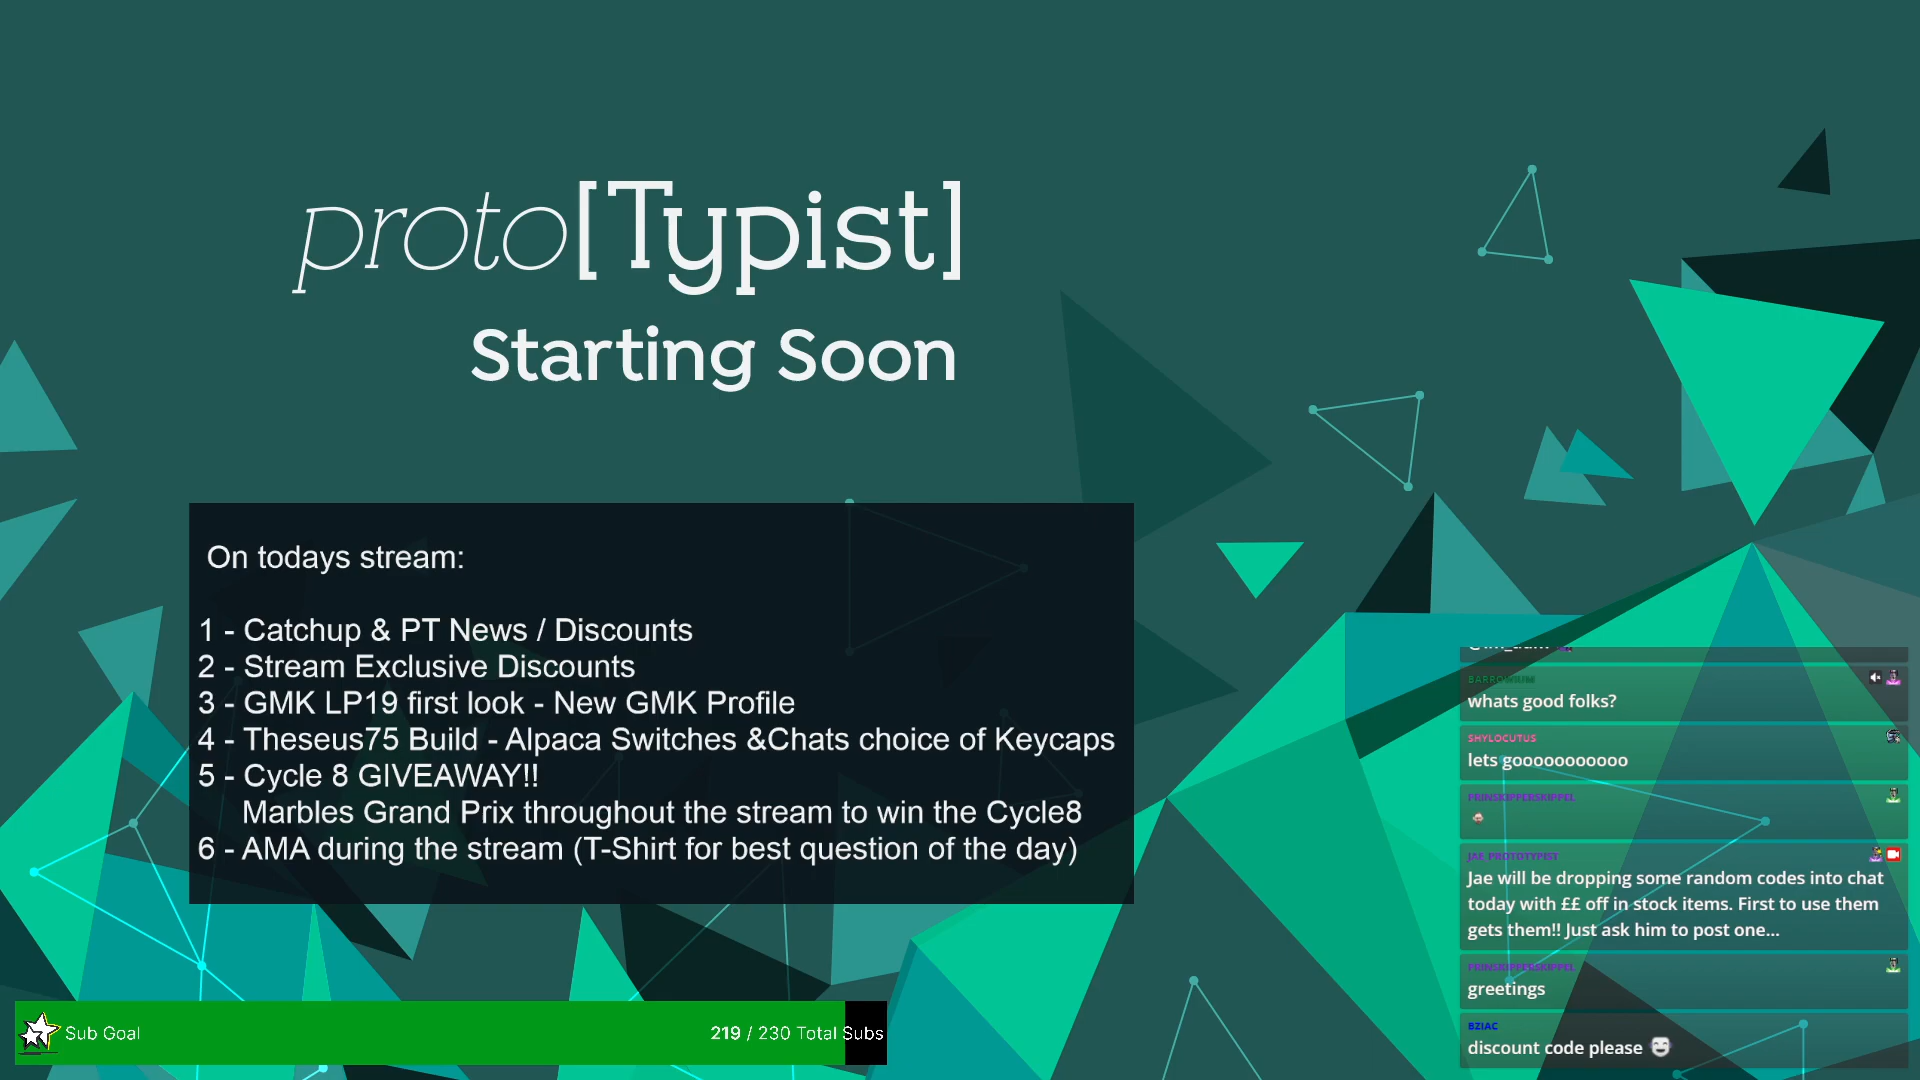 proto[Typist]
Starting Soon
On todays stream:
1 - Catchup & PT News / Discounts
2 - Stream Exclusive Discounts
3 - GMK LP19 first look - New GMK Profile
4 - Theseus75 Build - Alpaca Switches &Chats choice of Keycaps
5 - Cycle 8 GIVEAWAY!!
Marbles Grand Prix throughout the stream to win the Cycle8
6 - AMA during the stream (T-Shirt for best question of the day)
Sub Goal
219 / 230 Total Subs
whats good folks?
SHYLOCUTUS
lets gooooooooooo
JAE_PROTOTYPIST
Jae will be dropping some random codes into chat
today with ££ off in stock items. First to use them
gets them!! Just ask him to post one...
greetings
BZIAC
discount code please